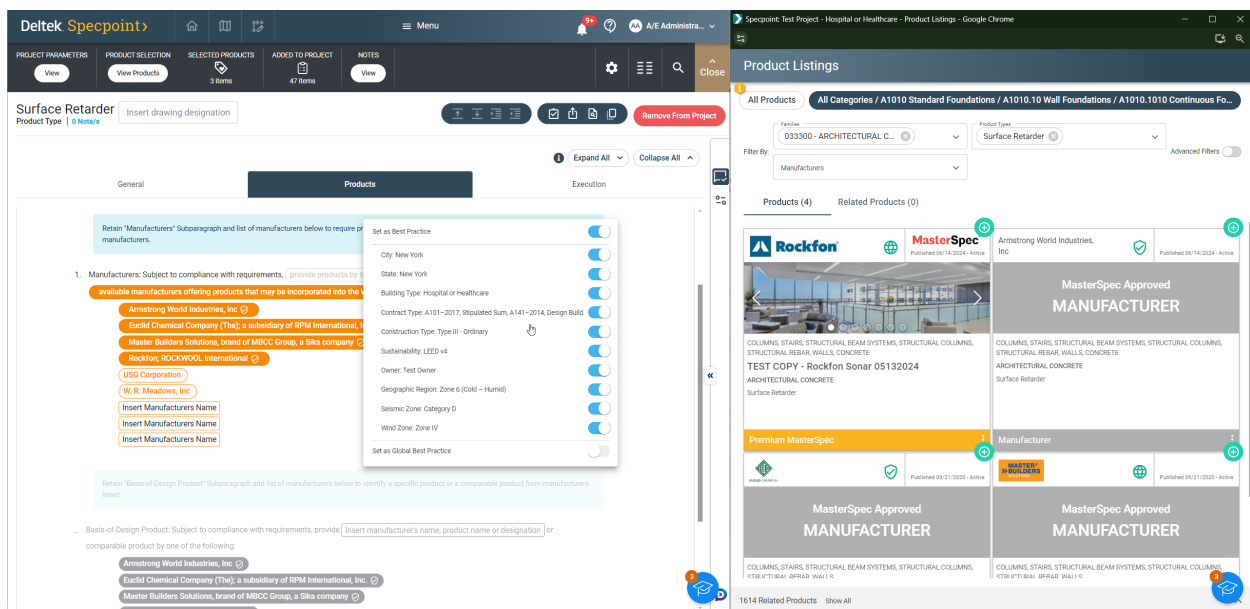 Deltek Specpoint>
Menu
9+
AA A/E Administra...
PROJECT PARAMETERS
View
PRODUCT SELECTION
View Products
SELECTED PRODUCTS
3 items
ADDED TO PROJECT
47 items
NOTES
View
Close
Surface Retarder
Product Type | 0 Note/s
Insert drawing designation
Remove From Project
Expand All
Collapse All
General
Products
Execution
Retain "Manufacturers" Subparagraph and list of manufacturers below to require pr
manufacturers.
1. Manufacturers: Subject to compliance with requirements, provide products by
available manufacturers offering products that may be incorporated into the
Armstrong World Industries, Inc
Euclid Chemical Company (The); a subsidiary of RPM International,
Master Builders Solutions, brand of MBCC Group, a Sika company
Rockfon; ROCKWOOL International
USG Corporation
W. R. Meadows, Inc
Insert Manufacturers Name
Insert Manufacturers Name
Insert Manufacturers Name
Set as Best Practice
City: New York
State: New York
Building Type: Hospital or Healthcare
Contract Type: A101–2017, Stipulated Sum, A141–2014, Design Build
Construction Type: Type III - Ordinary
Sustainability: LEED v4
Owner: Test Owner
Geographic Region: Zone 6 (Cold – Humid)
Seismic Zone: Category D
Wind Zone: Zone IV
Set as Global Best Practice
Retain "Basis-of-Design Product" Subparagraph and list of manufacturers below to identify a specific product or a comparable product from manufacturers
listed.
_ Basis-of-Design Product: Subject to compliance with requirements, provide Insert manufacturer's name; product name or designation or
comparable product by one of the following:
Armstrong World Industries, Inc
Euclid Chemical Company (The); a subsidiary of RPM International, Inc.
Master Builders Solutions, brand of MBCC Group, a Sika company
3
Specpoint: Test Project - Hospital or Healthcare - Product Listings - Google Chrome
Product Listings
All Products
All Categories / A1010 Standard Foundations / A1010.10 Wall Foundations / A1010.1010 Continuous Fo...
Filter By:
Families
033300 - ARCHITECTURAL C...
Product Types
Surface Retarder
Manufacturers
Advanced Filters
Products (4)
Related Products (0)
Rockfon
MasterSpec
Published 06/14/2024 - Active
COLUMNS, STAIRS, STRUCTURAL BEAM SYSTEMS, STRUCTURAL COLUMNS,
STRUCTURAL REBAR, WALLS, CONCRETE
TEST COPY - Rockfon Sonar 05132024
ARCHITECTURAL CONCRETE
Surface Retarder
Premium MasterSpec
Armstrong World Industries,
Inc
Published 06/14/2024 - Active
MasterSpec Approved
MANUFACTURER
COLUMNS, STAIRS, STRUCTURAL BEAM SYSTEMS, STRUCTURAL COLUMNS,
STRUCTURAL REBAR, WALLS, CONCRETE
ARCHITECTURAL CONCRETE
Surface Retarder
Manufacturer
EUCLID CHEMICAL
Published 09/21/2020 - Active
MasterSpec Approved
MANUFACTURER
COLUMNS, STAIRS, STRUCTURAL BEAM SYSTEMS, STRUCTURAL COLUMNS,
STRUCTURAL REBAR, WALLS
MASTER BUILDERS
SOLUTIONS
Published 09/21/2020 - Active
MasterSpec Approved
MANUFACTURER
COLUMNS, STAIRS, STRUCTURAL BEAM SYSTEMS, STRUCTURAL COLUMNS,
STRUCTURAL REBAR, WALLS
1614 Related Products Show All
3